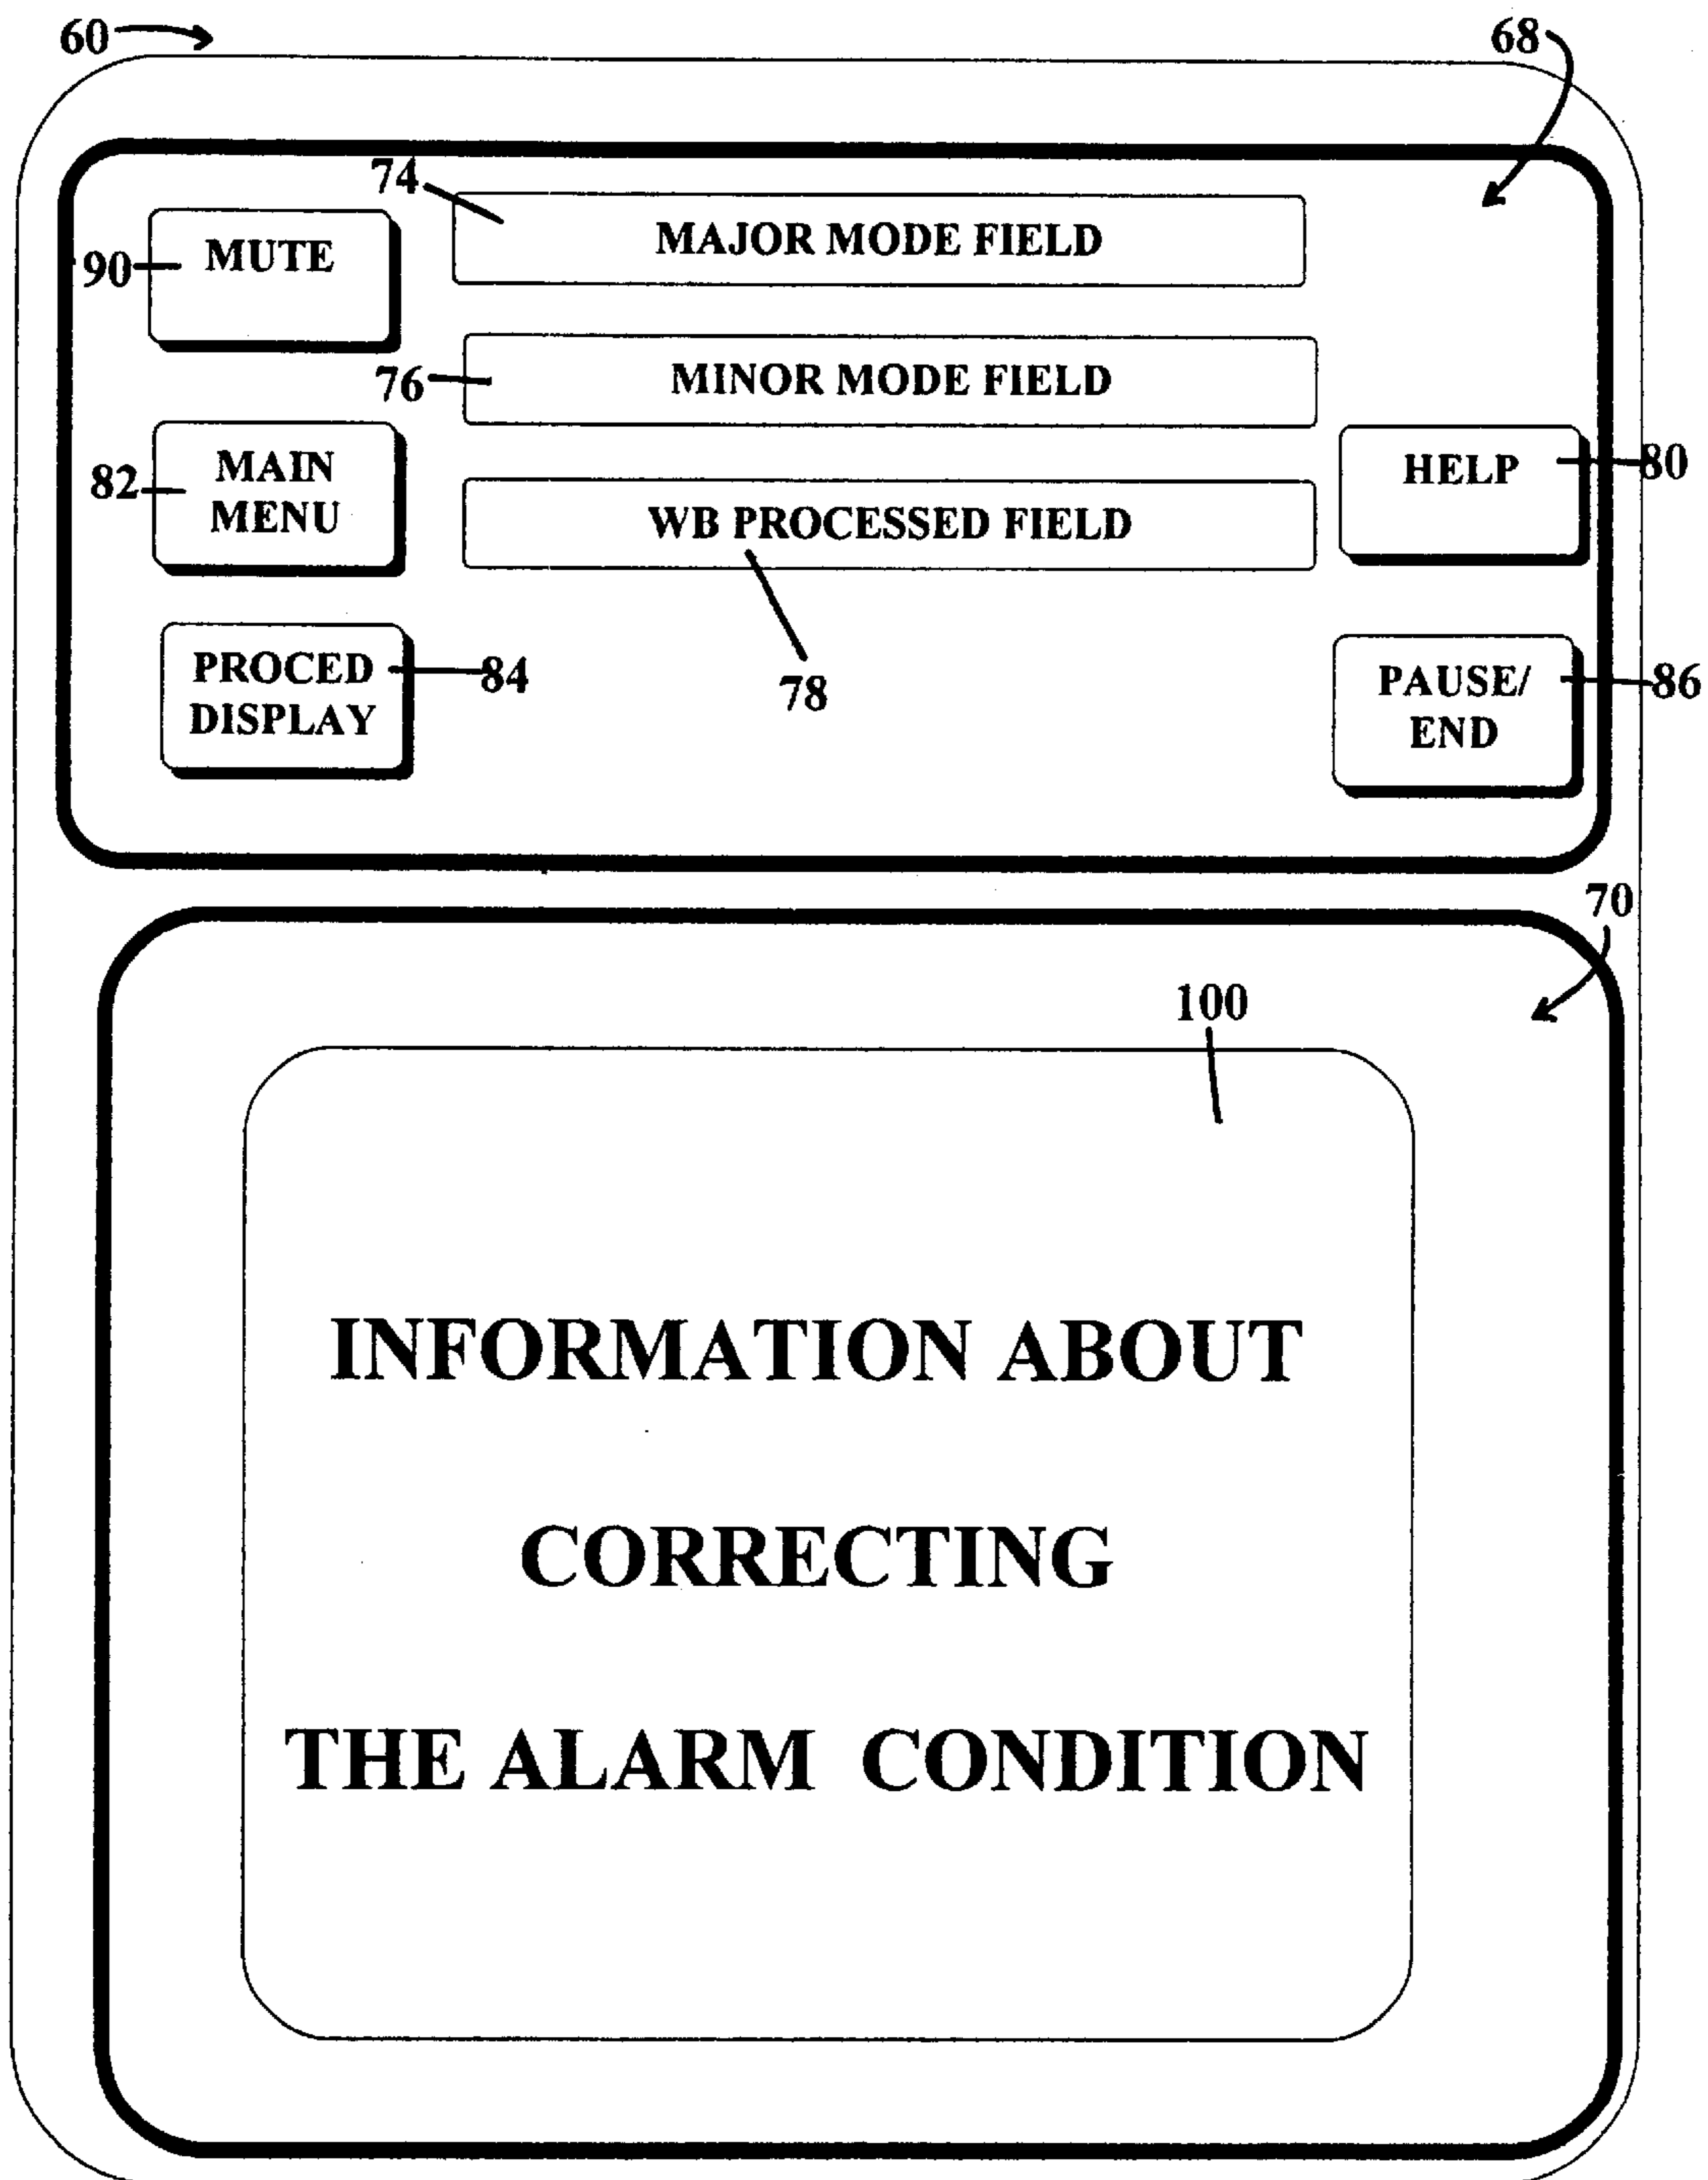 60
68
74
MAJOR MODE FIELD
MUTE
90
76
MINOR MODE FIELD
82
MAIN
MENU
HELP
80
WB PROCESSED FIELD
PROCED
DISPLAY
84
78
PAUSE/
END
86
70
100
INFORMATION ABOUT
CORRECTING
THE ALARM CONDITION